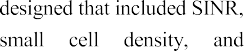 designed that included SINR,
small cell density, and